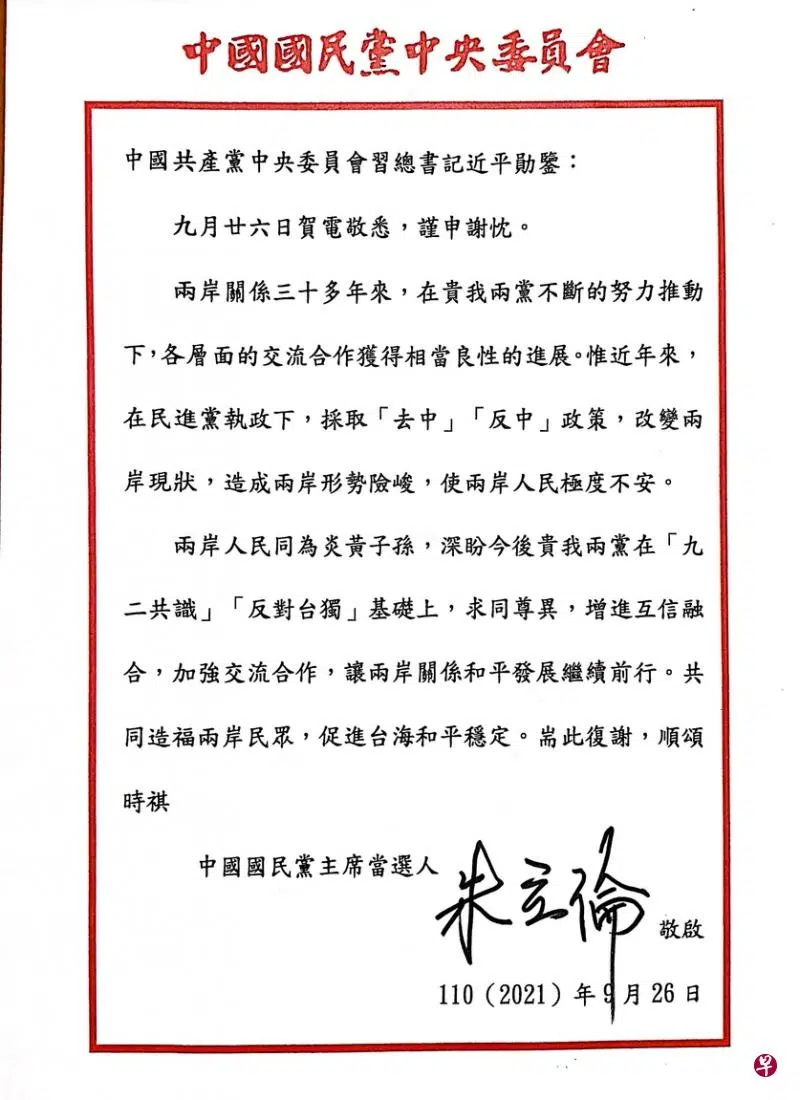 中國國民黨中央委員會
中國共產黨中央委員會習總書記近平勛鑒：
九月廿六日賀電敬悉，謹申謝忱。
兩岸關係三十多年來，在貴我兩黨不斷的努力推動
下，各層面的交流合作獲得相當良性的進展。惟近年來，
在民進黨執政下，採取「去中」「反中」政策，改變兩
岸現狀，造成兩岸形勢險峻，使兩岸人民極度不安。
兩岸人民同為炎黃子孫，深盼今後貴我兩黨在「九
二共識」「反對台獨」基礎上，求同尊異，增進互信融
合，加強交流合作，讓兩岸關係和平發展繼續前行。共
同造福兩岸民眾，促進台海和平穩定。耑此復謝，順頌
時祺
中國國民黨主席當選人
朱立倫
敬啟
110（2021）年9月26日
早